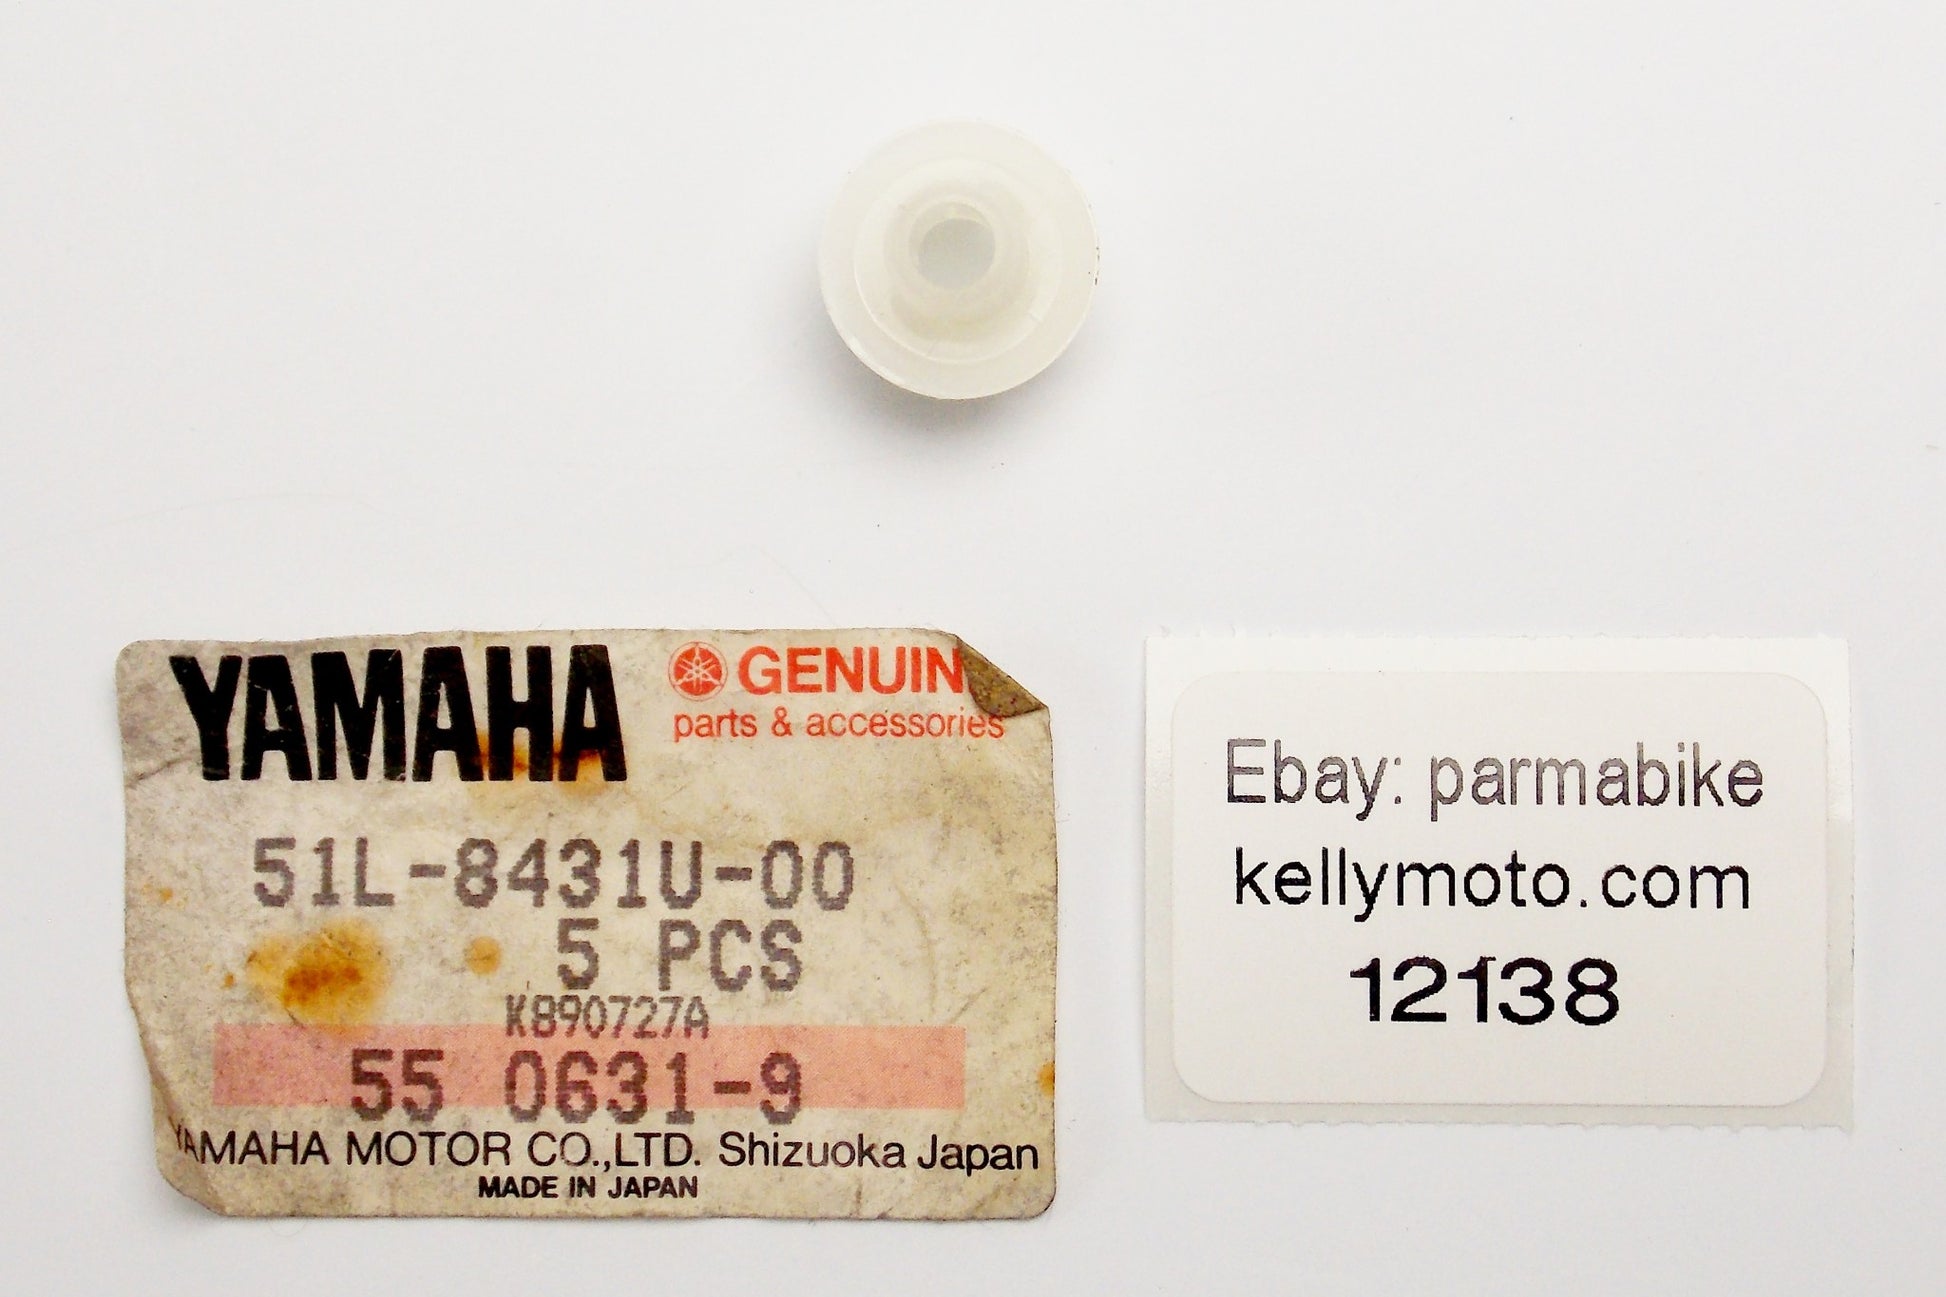 YAMAHA
GENUIN
parts & accessories
51L-8431U-00
5 PCS
K890727A
55 0631-9
YAMAHA MOTOR CO.,LTD. Shizuoka Japan
MADE IN JAPAN
Ebay: parmabike
kellymoto.com
12138